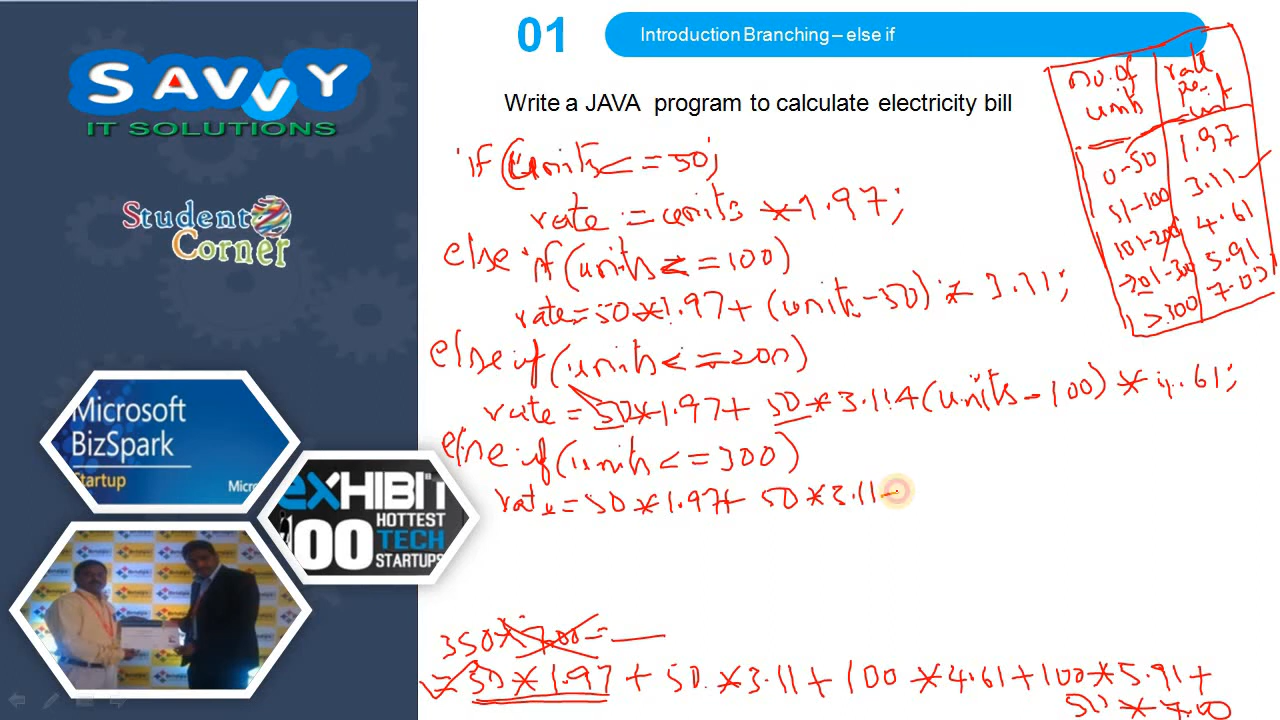 SAVVY
IT SOLUTIONS
Student
Corner
Microsoft
BizSpark
Startup
Micro
eXHIBIT
100 HOTTEST
TECH
STARTUPS
01
Introduction Branching – else if
Write a JAVA program to calculate electricity bill
if (units <= 50)
rate = units * 1.97;
else if (units <= 100)
rate = 50 * 1.97 + (units - 50) * 3.11;
else if (units <= 200)
rate = 50 * 1.97 + 50 * 3.11 + (units - 100) * 4.61;
else if (units <= 300)
rate = 50 * 1.97 + 50 * 3.11
350 * 7.00 =
= 50 * 1.97 + 50 * 3.11 + 100 * 4.61 + 100 * 5.91 +
50 * 7.00
no. of units rate per unit
0-50 1.97
51-100 3.11
101-200 4.61
201-300 5.91
>300 7.00